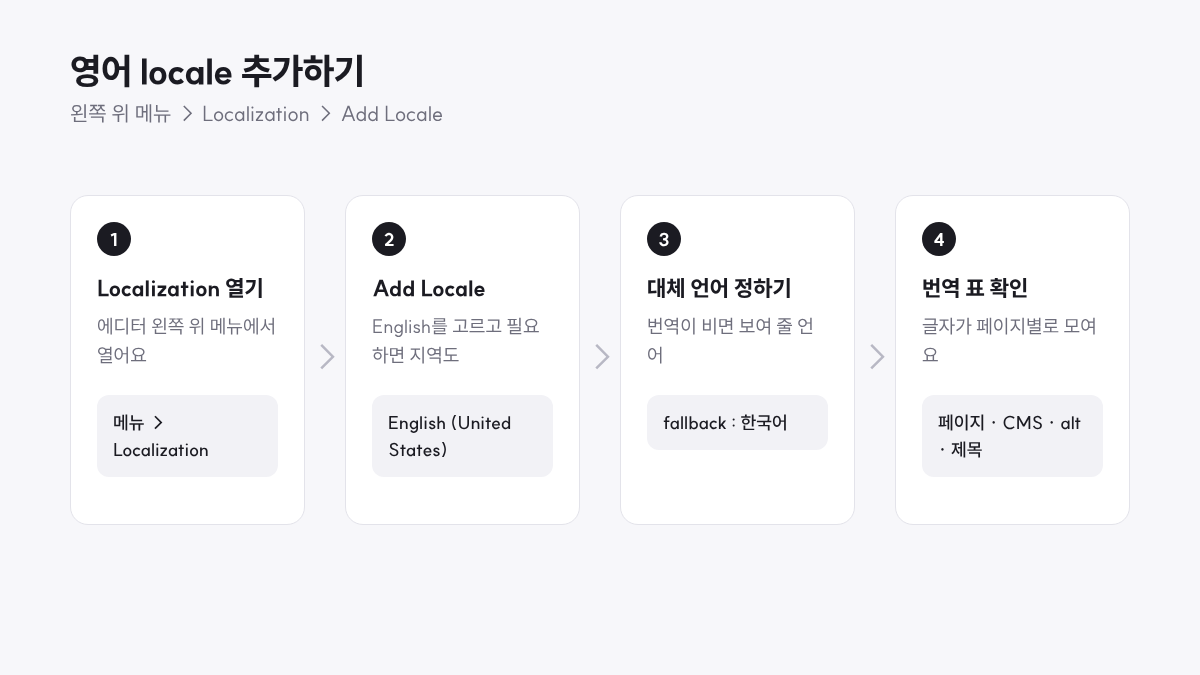 영어 locale 추가하기
왼쪽 위 메뉴 > Localization > Add Locale
1
Localization 열기
에디터 왼쪽 위 메뉴에서
열어요
메뉴 >
Localization
2
Add Locale
English를 고르고 필요
하면 지역도
English (United
States)
3
대체 언어 정하기
번역이 비면 보여 줄 언
어
fallback : 한국어
4
번역 표 확인
글자가 페이지별로 모여
요
페이지 · CMS · alt
· 제목